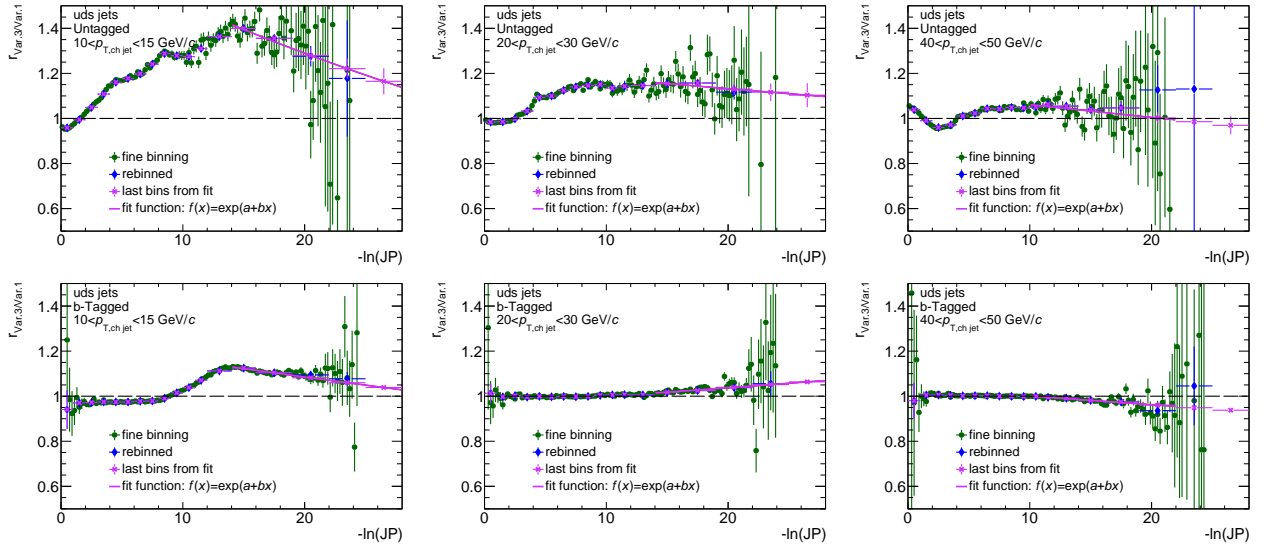 r_Var.3/Var.1
1.4
1.2
1
0.8
0.6
uds jets
Untagged
10<p_T,ch jet<15 GeV/c
fine binning
rebinned
last bins from fit
fit function: f(x)=exp(a+bx)
0 10 20
-ln(JP)
r_Var.3/Var.1
1.4
1.2
1
0.8
0.6
uds jets
Untagged
20<p_T,ch jet<30 GeV/c
fine binning
rebinned
last bins from fit
fit function: f(x)=exp(a+bx)
0 10 20
-ln(JP)
r_Var.3/Var.1
1.4
1.2
1
0.8
0.6
uds jets
Untagged
40<p_T,ch jet<50 GeV/c
fine binning
rebinned
last bins from fit
fit function: f(x)=exp(a+bx)
0 10 20
-ln(JP)
r_Var.3/Var.1
1.4
1.2
1
0.8
0.6
uds jets
b-Tagged
10<p_T,ch jet<15 GeV/c
fine binning
rebinned
last bins from fit
fit function: f(x)=exp(a+bx)
0 10 20
-ln(JP)
r_Var.3/Var.1
1.4
1.2
1
0.8
0.6
uds jets
b-Tagged
20<p_T,ch jet<30 GeV/c
fine binning
rebinned
last bins from fit
fit function: f(x)=exp(a+bx)
0 10 20
-ln(JP)
r_Var.3/Var.1
1.4
1.2
1
0.8
0.6
uds jets
b-Tagged
40<p_T,ch jet<50 GeV/c
fine binning
rebinned
last bins from fit
fit function: f(x)=exp(a+bx)
0 10 20
-ln(JP)